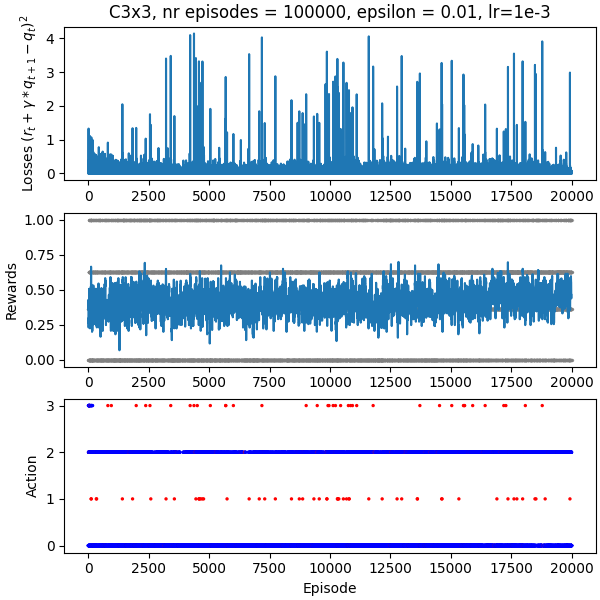 C3x3, nr episodes = 100000, epsilon = 0.01, lr=1e-3
Losses $(r_t + \gamma * q_{t+1} - q_t)^2$
4
3
2
1
0
0 2500 5000 7500 10000 12500 15000 17500 20000
Rewards
1.00
0.75
0.50
0.25
0.00
0 2500 5000 7500 10000 12500 15000 17500 20000
Action
3
2
1
0
0 2500 5000 7500 10000 12500 15000 17500 20000
Episode